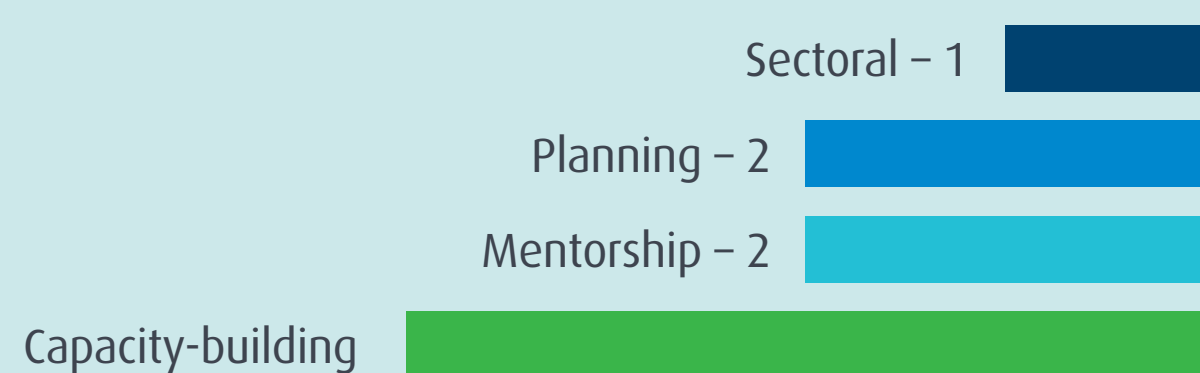 Sectoral – 1
Planning – 2
Mentorship – 2
Capacity-building